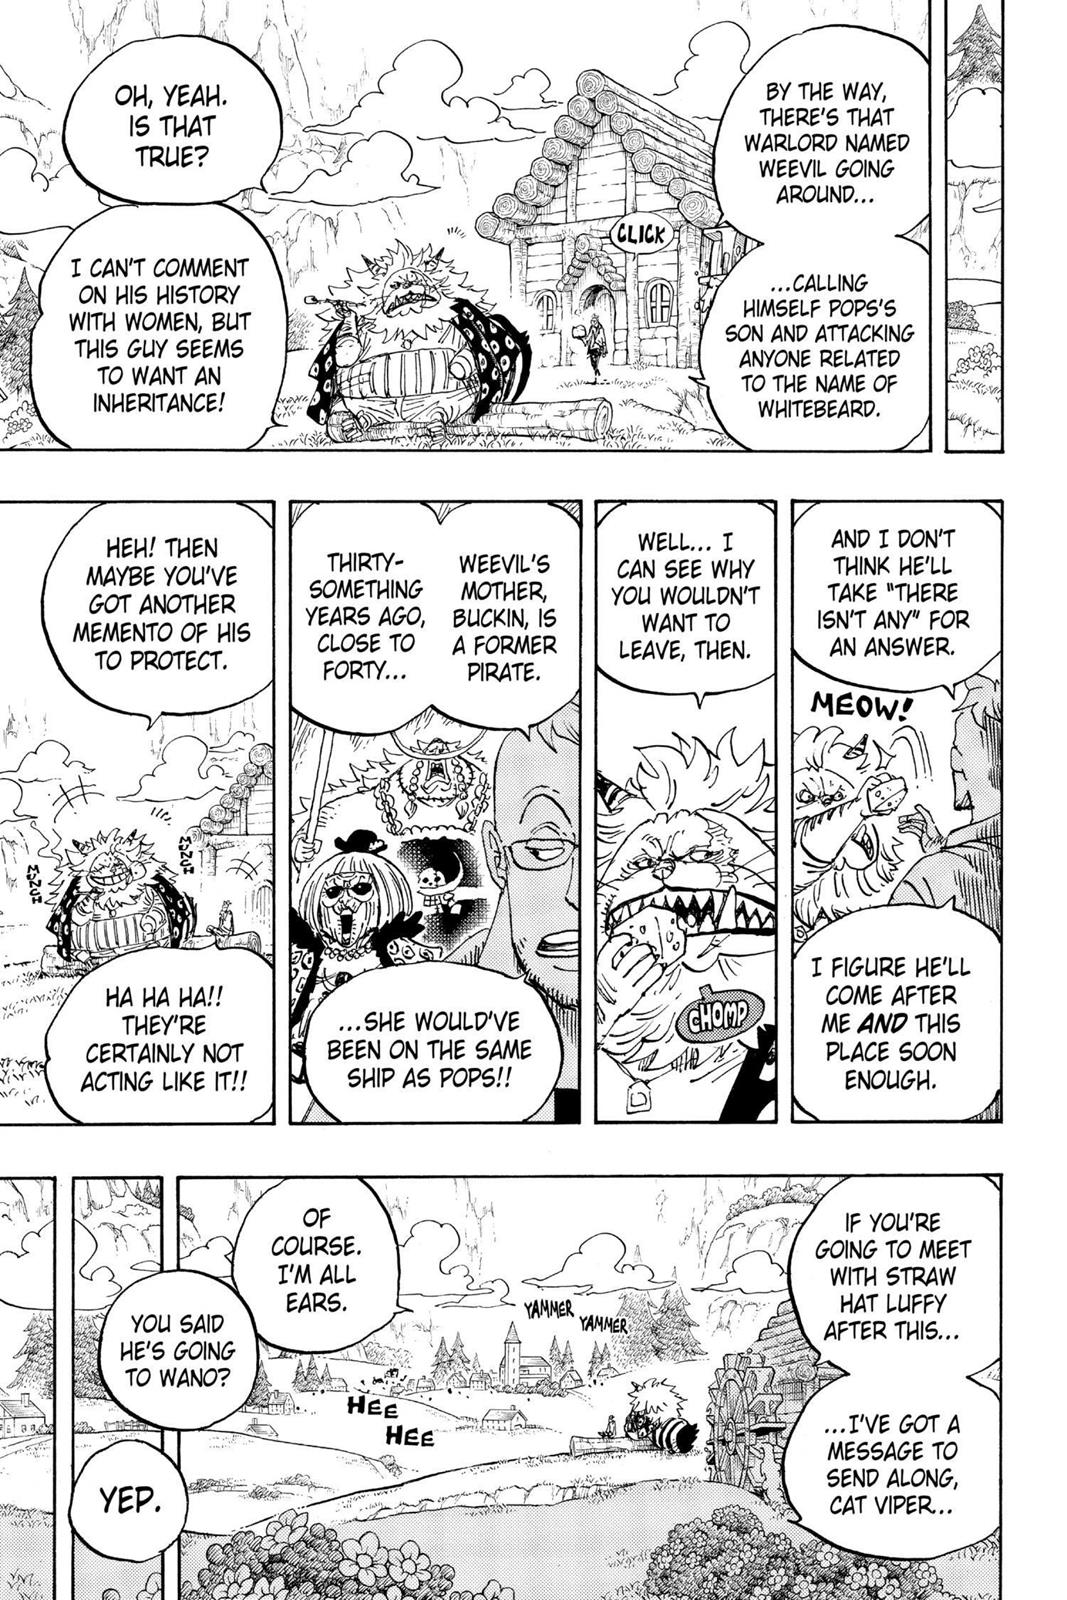 BY THE WAY,
THERE'S THAT
WARLORD NAMED
WEEVIL GOING
AROUND...
...CALLING
HIMSELF POPS'S
SON AND ATTACKING
ANYONE RELATED
TO THE NAME OF
WHITEBEARD.
CLICK
OH, YEAH.
IS THAT
TRUE?
I CAN'T COMMENT
ON HIS HISTORY
WITH WOMEN, BUT
THIS GUY SEEMS
TO WANT AN
INHERITANCE!
AND I DON'T
THINK HE'LL
TAKE "THERE
ISN'T ANY" FOR
AN ANSWER.
MEOW!
I FIGURE HE'LL
COME AFTER
ME AND THIS
PLACE SOON
ENOUGH.
WELL... I
CAN SEE WHY
YOU WOULDN'T
WANT TO
LEAVE, THEN.
CHOMP
WEEVIL'S
MOTHER,
BUCKIN, IS
A FORMER
PIRATE.
THIRTY-
SOMETHING
YEARS AGO,
CLOSE TO
FORTY...
...SHE WOULD'VE
BEEN ON THE SAME
SHIP AS POPS!!
HEH! THEN
MAYBE YOU'VE
GOT ANOTHER
MEMENTO OF HIS
TO PROTECT.
MUNCH
MUNCH
HA HA HA!!
THEY'RE
CERTAINLY NOT
ACTING LIKE IT!!
IF YOU'RE
GOING TO MEET
WITH STRAW
HAT LUFFY
AFTER THIS...
...I'VE GOT A
MESSAGE TO
SEND ALONG,
CAT VIPER...
YAMMER
YAMMER
OF
COURSE.
I'M ALL
EARS.
HEE
HEE
YOU SAID
HE'S GOING
TO WANO?
YEP.